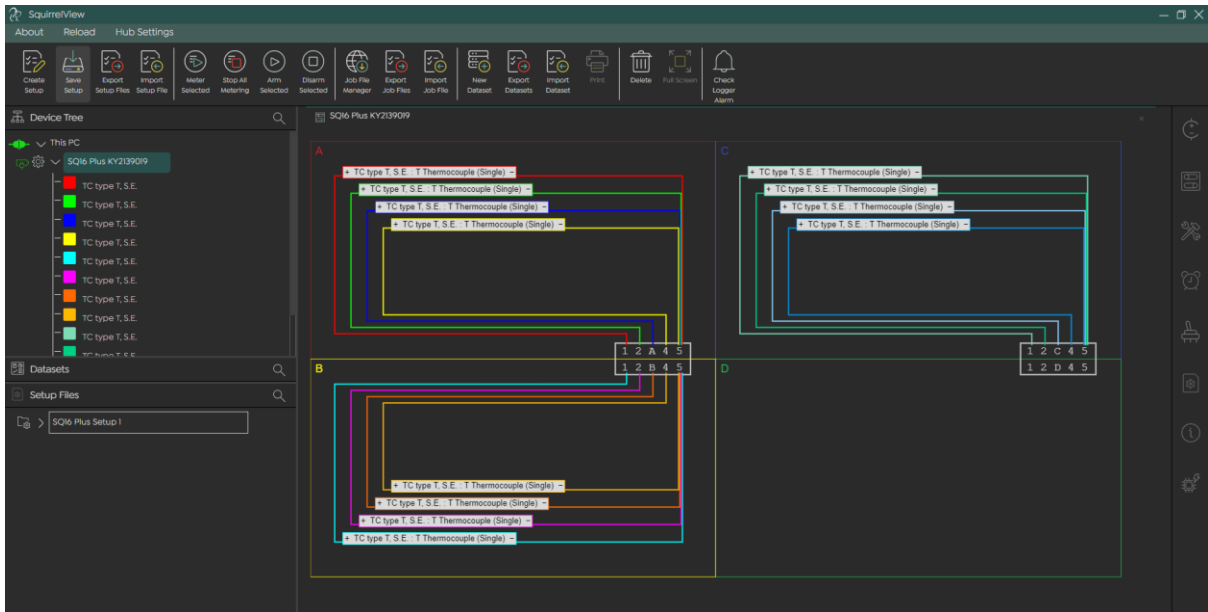 SquirrelView
About Reload Hub Settings
Create Setup
Save Setup
Export Setup Files
Import Setup File
Meter Selected
Stop All Metering
Arm Selected
Disarm Selected
Job File Manager
Export Job Files
Import Job File
New Dataset
Export Datasets
Import Dataset
Print
Delete
Full Screen
Check Logger Alarm
Device Tree
This PC
SQ16 Plus KY2139019
TC type T, S.E.
TC type T, S.E.
TC type T, S.E.
TC type T, S.E.
TC type T, S.E.
TC type T, S.E.
TC type T, S.E.
TC type T, S.E.
TC type T, S.E.
TC type T, S.E.
Datasets
Setup Files
SQ16 Plus Setup 1
SQ16 Plus KY2139019
A
+ TC type T, S.E. : T Thermocouple (Single) −
+ TC type T, S.E. : T Thermocouple (Single) −
+ TC type T, S.E. : T Thermocouple (Single) −
+ TC type T, S.E. : T Thermocouple (Single) −
1 2 A 4 5
C
+ TC type T, S.E. : T Thermocouple (Single) −
+ TC type T, S.E. : T Thermocouple (Single) −
+ TC type T, S.E. : T Thermocouple (Single) −
+ TC type T, S.E. : T Thermocouple (Single) −
1 2 C 4 5
B
1 2 B 4 5
+ TC type T, S.E. : T Thermocouple (Single) −
+ TC type T, S.E. : T Thermocouple (Single) −
+ TC type T, S.E. : T Thermocouple (Single) −
+ TC type T, S.E. : T Thermocouple (Single) −
D
1 2 D 4 5